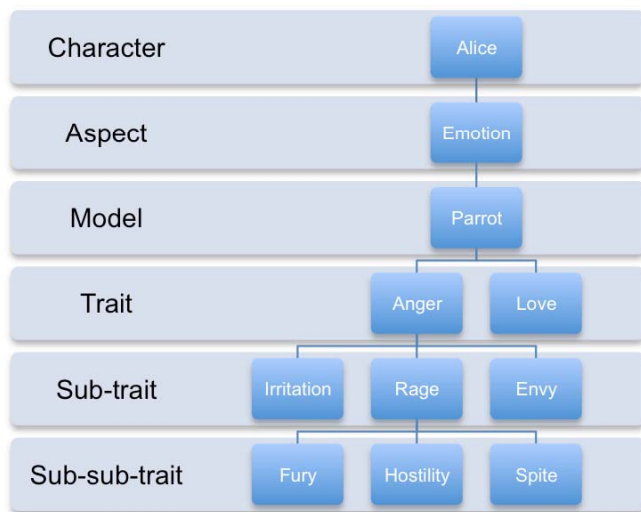 Character
Alice
Aspect
Emotion
Model
Parrot
Trait
Anger
Love
Sub-trait
Irritation
Rage
Envy
Sub-sub-trait
Fury
Hostility
Spite